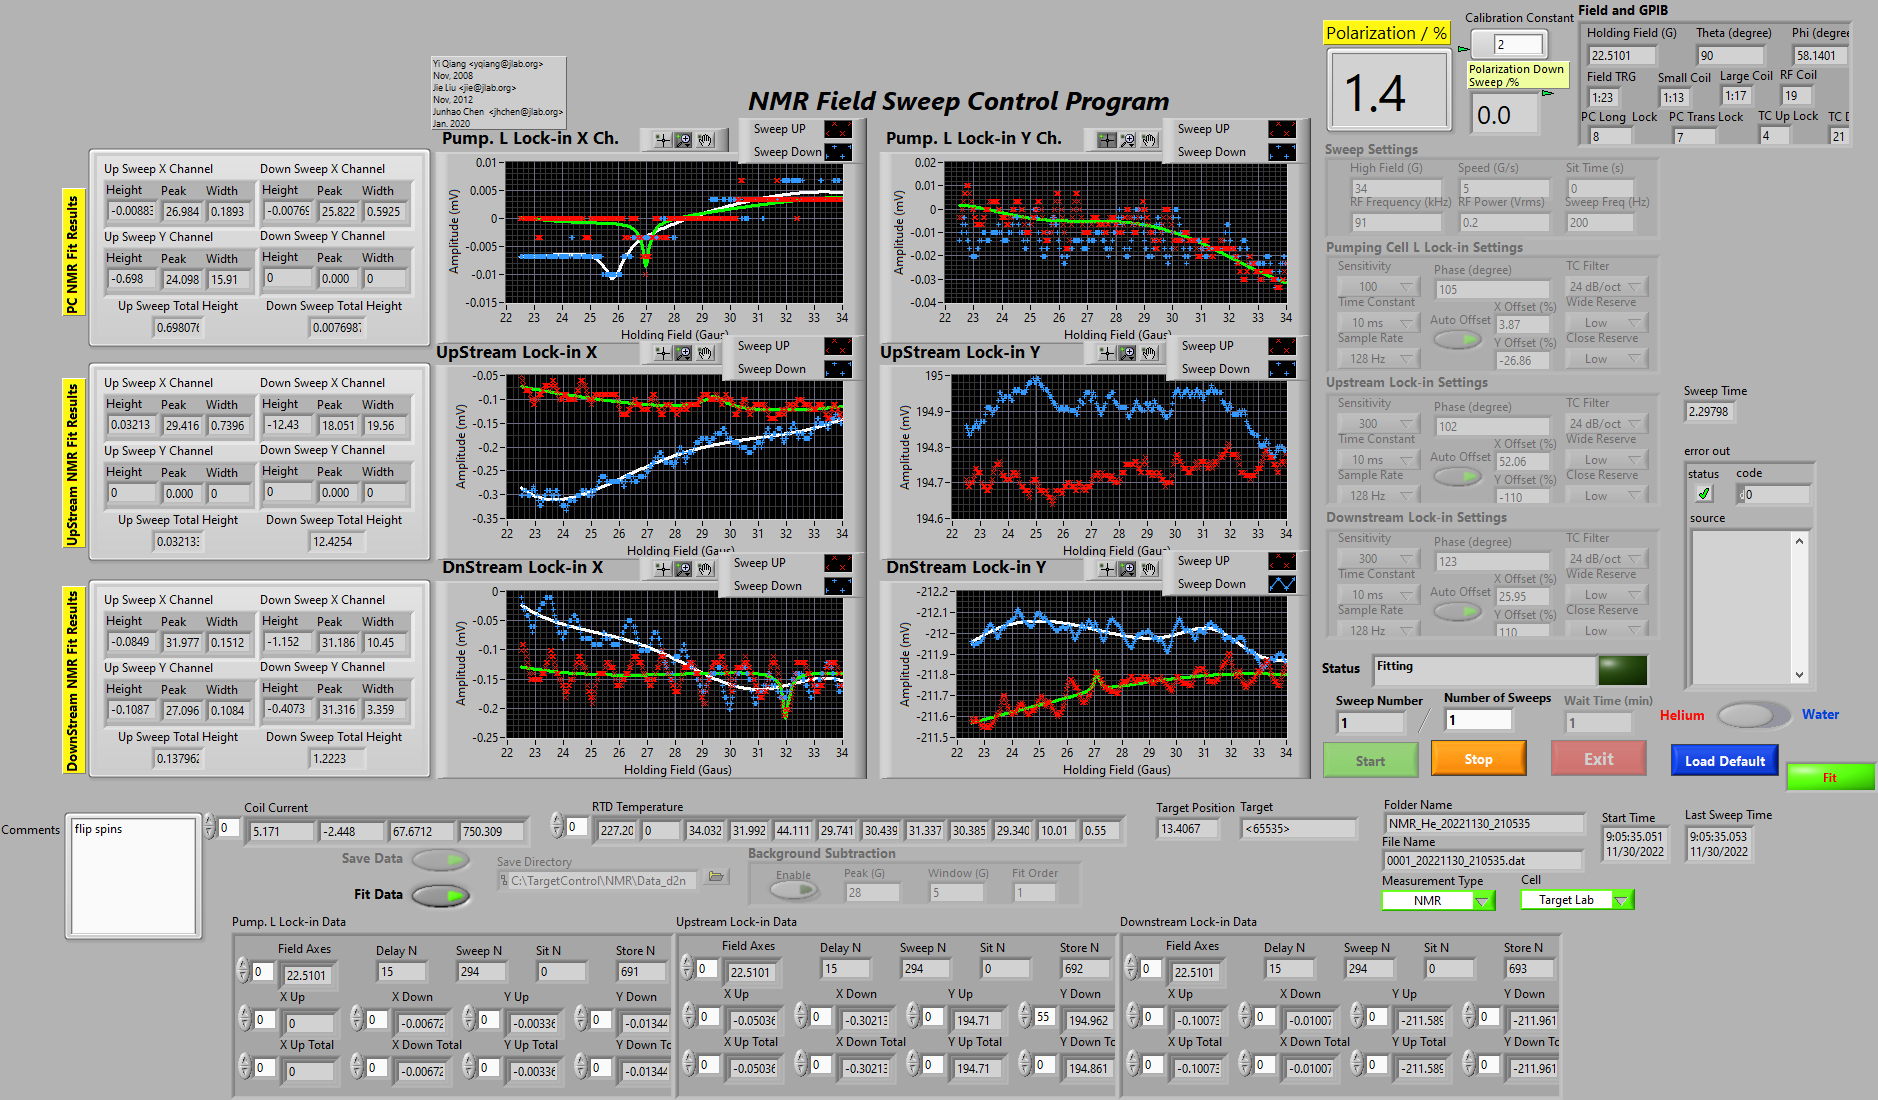 Yi Qiang <yqiang@jlab.org>
Nov, 2008
Jie Liu <jie@jlab.org>
Nov, 2012
Junhao Chen <jhchen@jlab.org>
Jan. 2020
NMR Field Sweep Control Program
Polarization / %
1.4
Calibration Constant
2
Polarization Down
Sweep /%
0.0
Field and GPIB
Holding Field (G) Theta (degree) Phi (degree
22.5101 90 58.1401
Field TRG Small Coil Large Coil RF Coil
1:23 1:13 1:17 19
PC Long Lock PC Trans Lock TC Up Lock TC D
8 7 4 21
PC NMR Fit Results
Up Sweep X Channel Down Sweep X Channel
Height Peak Width Height Peak Width
-0.00883 26.984 0.1893 -0.00769 25.822 0.5925
Up Sweep Y Channel Down Sweep Y Channel
Height Peak Width Height Peak Width
-0.698 24.098 15.91 0 0.000 0
Up Sweep Total Height Down Sweep Total Height
0.698076 0.0076987
Pump. L Lock-in X Ch.
Sweep UP
Sweep Down
Amplitude (mV)
0.01
0.005
0
-0.005
-0.01
-0.015
22 23 24 25 26 27 28 29 30 31 32 33 34
Holding Field (Gaus)
Pump. L Lock-in Y Ch.
Sweep UP
Sweep Down
Amplitude (mV)
0.02
0.01
0
-0.01
-0.02
-0.03
-0.04
22 23 24 25 26 27 28 29 30 31 32 33 34
Holding Field (Gaus)
UpStream NMR Fit Results
Up Sweep X Channel Down Sweep X Channel
Height Peak Width Height Peak Width
0.03213 29.416 0.7396 -12.43 18.051 19.56
Up Sweep Y Channel Down Sweep Y Channel
Height Peak Width Height Peak Width
0 0.000 0 0 0.000 0
Up Sweep Total Height Down Sweep Total Height
0.032133 12.4254
UpStream Lock-in X
Sweep UP
Sweep Down
Amplitude (mV)
-0.05
-0.1
-0.15
-0.2
-0.25
-0.3
-0.35
22 23 24 25 26 27 28 29 30 31 32 33 34
Holding Field (Gaus)
UpStream Lock-in Y
Sweep UP
Sweep Down
Amplitude (mV)
195
194.9
194.8
194.7
194.6
22 23 24 25 26 27 28 29 30 31 32 33 34
Holding Field (Gaus)
DownStream NMR Fit Results
Up Sweep X Channel Down Sweep X Channel
Height Peak Width Height Peak Width
-0.0849 31.977 0.1512 -1.152 31.186 10.45
Up Sweep Y Channel Down Sweep Y Channel
Height Peak Width Height Peak Width
-0.1087 27.096 0.1084 -0.4073 31.316 3.359
Up Sweep Total Height Down Sweep Total Height
0.137962 1.2223
DnStream Lock-in X
Sweep UP
Sweep Down
Amplitude (mV)
0
-0.05
-0.1
-0.15
-0.2
-0.25
22 23 24 25 26 27 28 29 30 31 32 33 34
Holding Field (Gaus)
DnStream Lock-in Y
Sweep UP
Sweep Down
Amplitude (mV)
-212.2
-212.1
-212
-211.9
-211.8
-211.7
-211.6
-211.5
22 23 24 25 26 27 28 29 30 31 32 33 34
Holding Field (Gaus)
Sweep Settings
High Field (G) Speed (G/s) Sit Time (s)
34 5 0
RF Frequency (kHz) RF Power (Vrms) Sweep Freq (Hz)
91 0.2 200
Pumping Cell L Lock-in Settings
Sensitivity Phase (degree) TC Filter
100 105 24 dB/oct
Time Constant X Offset (%) Wide Reserve
10 ms Auto Offset 3.87 Low
Sample Rate Y Offset (%) Close Reserve
128 Hz -26.86 Low
Upstream Lock-in Settings
Sensitivity Phase (degree) TC Filter
300 102 24 dB/oct
Time Constant X Offset (%) Wide Reserve
10 ms Auto Offset 52.06 Low
Sample Rate Y Offset (%) Close Reserve
128 Hz -110 Low
Downstream Lock-in Settings
Sensitivity Phase (degree) TC Filter
300 123 24 dB/oct
Time Constant X Offset (%) Wide Reserve
10 ms Auto Offset 25.95 Low
Sample Rate Y Offset (%) Close Reserve
128 Hz 110 Low
Sweep Time
2.29798
error out
status code
0
source
Status Fitting
Sweep Number Number of Sweeps Wait Time (min)
1 / 1 1
Helium Water
Start Stop Exit Load Default Fit
Comments flip spins
Coil Current
0 5.171 -2.448 67.6712 750.309
RTD Temperature
0 227.20 0 34.032 31.992 44.111 29.741 30.439 31.337 30.385 29.340 10.01 0.55
Target Position Target
13.4067 <65535>
Folder Name
NMR_He_20221130_210535
File Name
0001_20221130_210535.dat
Start Time
9:05:35.051
11/30/2022
Last Sweep Time
9:05:35.053
11/30/2022
Measurement Type Cell
NMR Target Lab
Save Data
Fit Data
Save Directory
C:\TargetControl\NMR\Data_d2n
Background Subtraction
Enable Peak (G) Window (G) Fit Order
28 5 1
Pump. L Lock-in Data
Field Axes Delay N Sweep N Sit N Store N
0 22.5101 15 294 0 691
X Up X Down Y Up Y Down
0 0 0 -0.00672 0 -0.00336 0 -0.01344
X Up Total X Down Total Y Up Total Y Down To
0 0 0 -0.00672 0 -0.00336 0 -0.01344
Upstream Lock-in Data
Field Axes Delay N Sweep N Sit N Store N
0 22.5101 15 294 0 692
X Up X Down Y Up Y Down
0 -0.05036 0 -0.30213 0 194.71 55 194.962
X Up Total X Down Total Y Up Total Y Down Tc
0 -0.05036 0 -0.30213 0 194.71 0 194.861
Downstream Lock-in Data
Field Axes Delay N Sweep N Sit N Store N
0 22.5101 15 294 0 693
X Up X Down Y Up Y Down
0 -0.10073 0 -0.01007 0 -211.589 0 -211.961
X Up Total X Down Total Y Up Total Y Down Tc
0 -0.10073 0 -0.01007 0 -211.589 0 -211.961